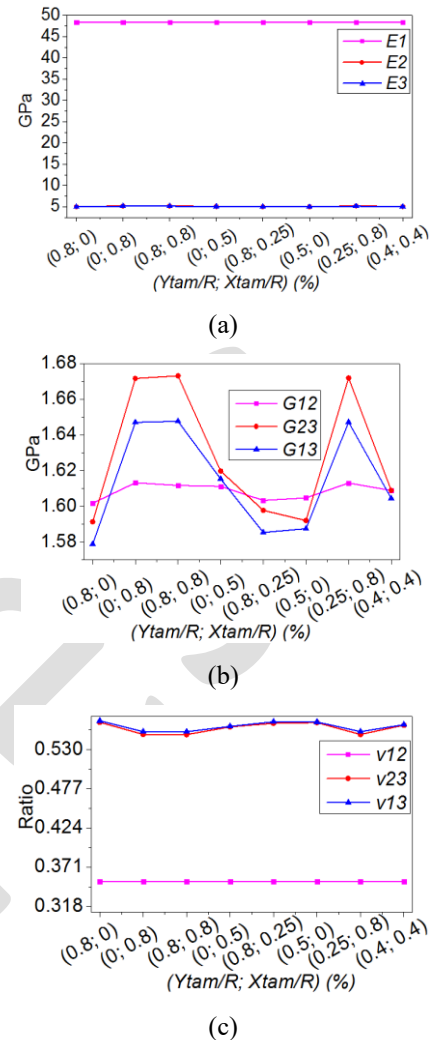 50
45
40
35
30
25
20
15
10
5
GPa
E1
E2
E3
(0.8; 0)
(0; 0.8)
(0.8; 0.8)
(0; 0.5)
(0.8; 0.25)
(0.5; 0)
(0.25; 0.8)
(0.4; 0.4)
(Ytam/R; Xtam/R) (%)
(a)
1.68
1.66
1.64
1.62
1.60
1.58
GPa
G12
G23
G13
(0.8; 0)
(0; 0.8)
(0.8; 0.8)
(0; 0.5)
(0.8; 0.25)
(0.5; 0)
(0.25; 0.8)
(0.4; 0.4)
(Ytam/R; Xtam/R) (%)
(b)
0.530
0.477
0.424
0.371
0.318
Ratio
v12
v23
v13
(0.8; 0)
(0; 0.8)
(0.8; 0.8)
(0; 0.5)
(0.8; 0.25)
(0.5; 0)
(0.25; 0.8)
(0.4; 0.4)
(Ytam/R; Xtam/R) (%)
(c)